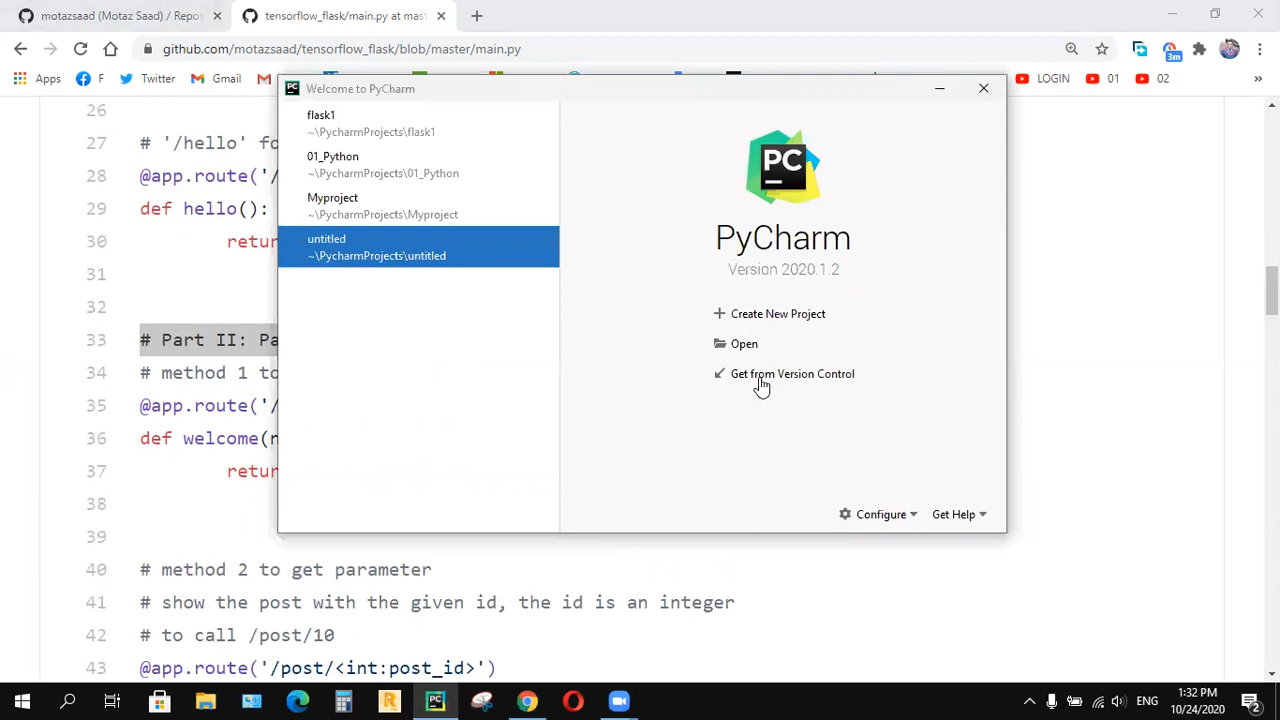 motazsaad (Motaz Saad) / Repos
tensorflow_flask/main.py at mast
github.com/motazsaad/tensorflow_flask/blob/master/main.py
3m
Apps
F
Twitter
Gmail
LOGIN
01
02
»
26
27 # '/hello' fo
28 @app.route('/
29 def hello():
30 retur
31
32
33 # Part II: Pa
34 # method 1 to
35 @app.route('/
36 def welcome(n
37 retur
38
39
40 # method 2 to get parameter
41 # show the post with the given id, the id is an integer
42 # to call /post/10
43 @app.route('/post/<int:post_id>')
Welcome to PyCharm
flask1
~\PycharmProjects\flask1
01_Python
~\PycharmProjects\01_Python
Myproject
~\PycharmProjects\Myproject
untitled
~\PycharmProjects\untitled
PC
PyCharm
Version 2020.1.2
Create New Project
Open
Get from Version Control
Configure
Get Help
ENG
1:32 PM
10/24/2020
2